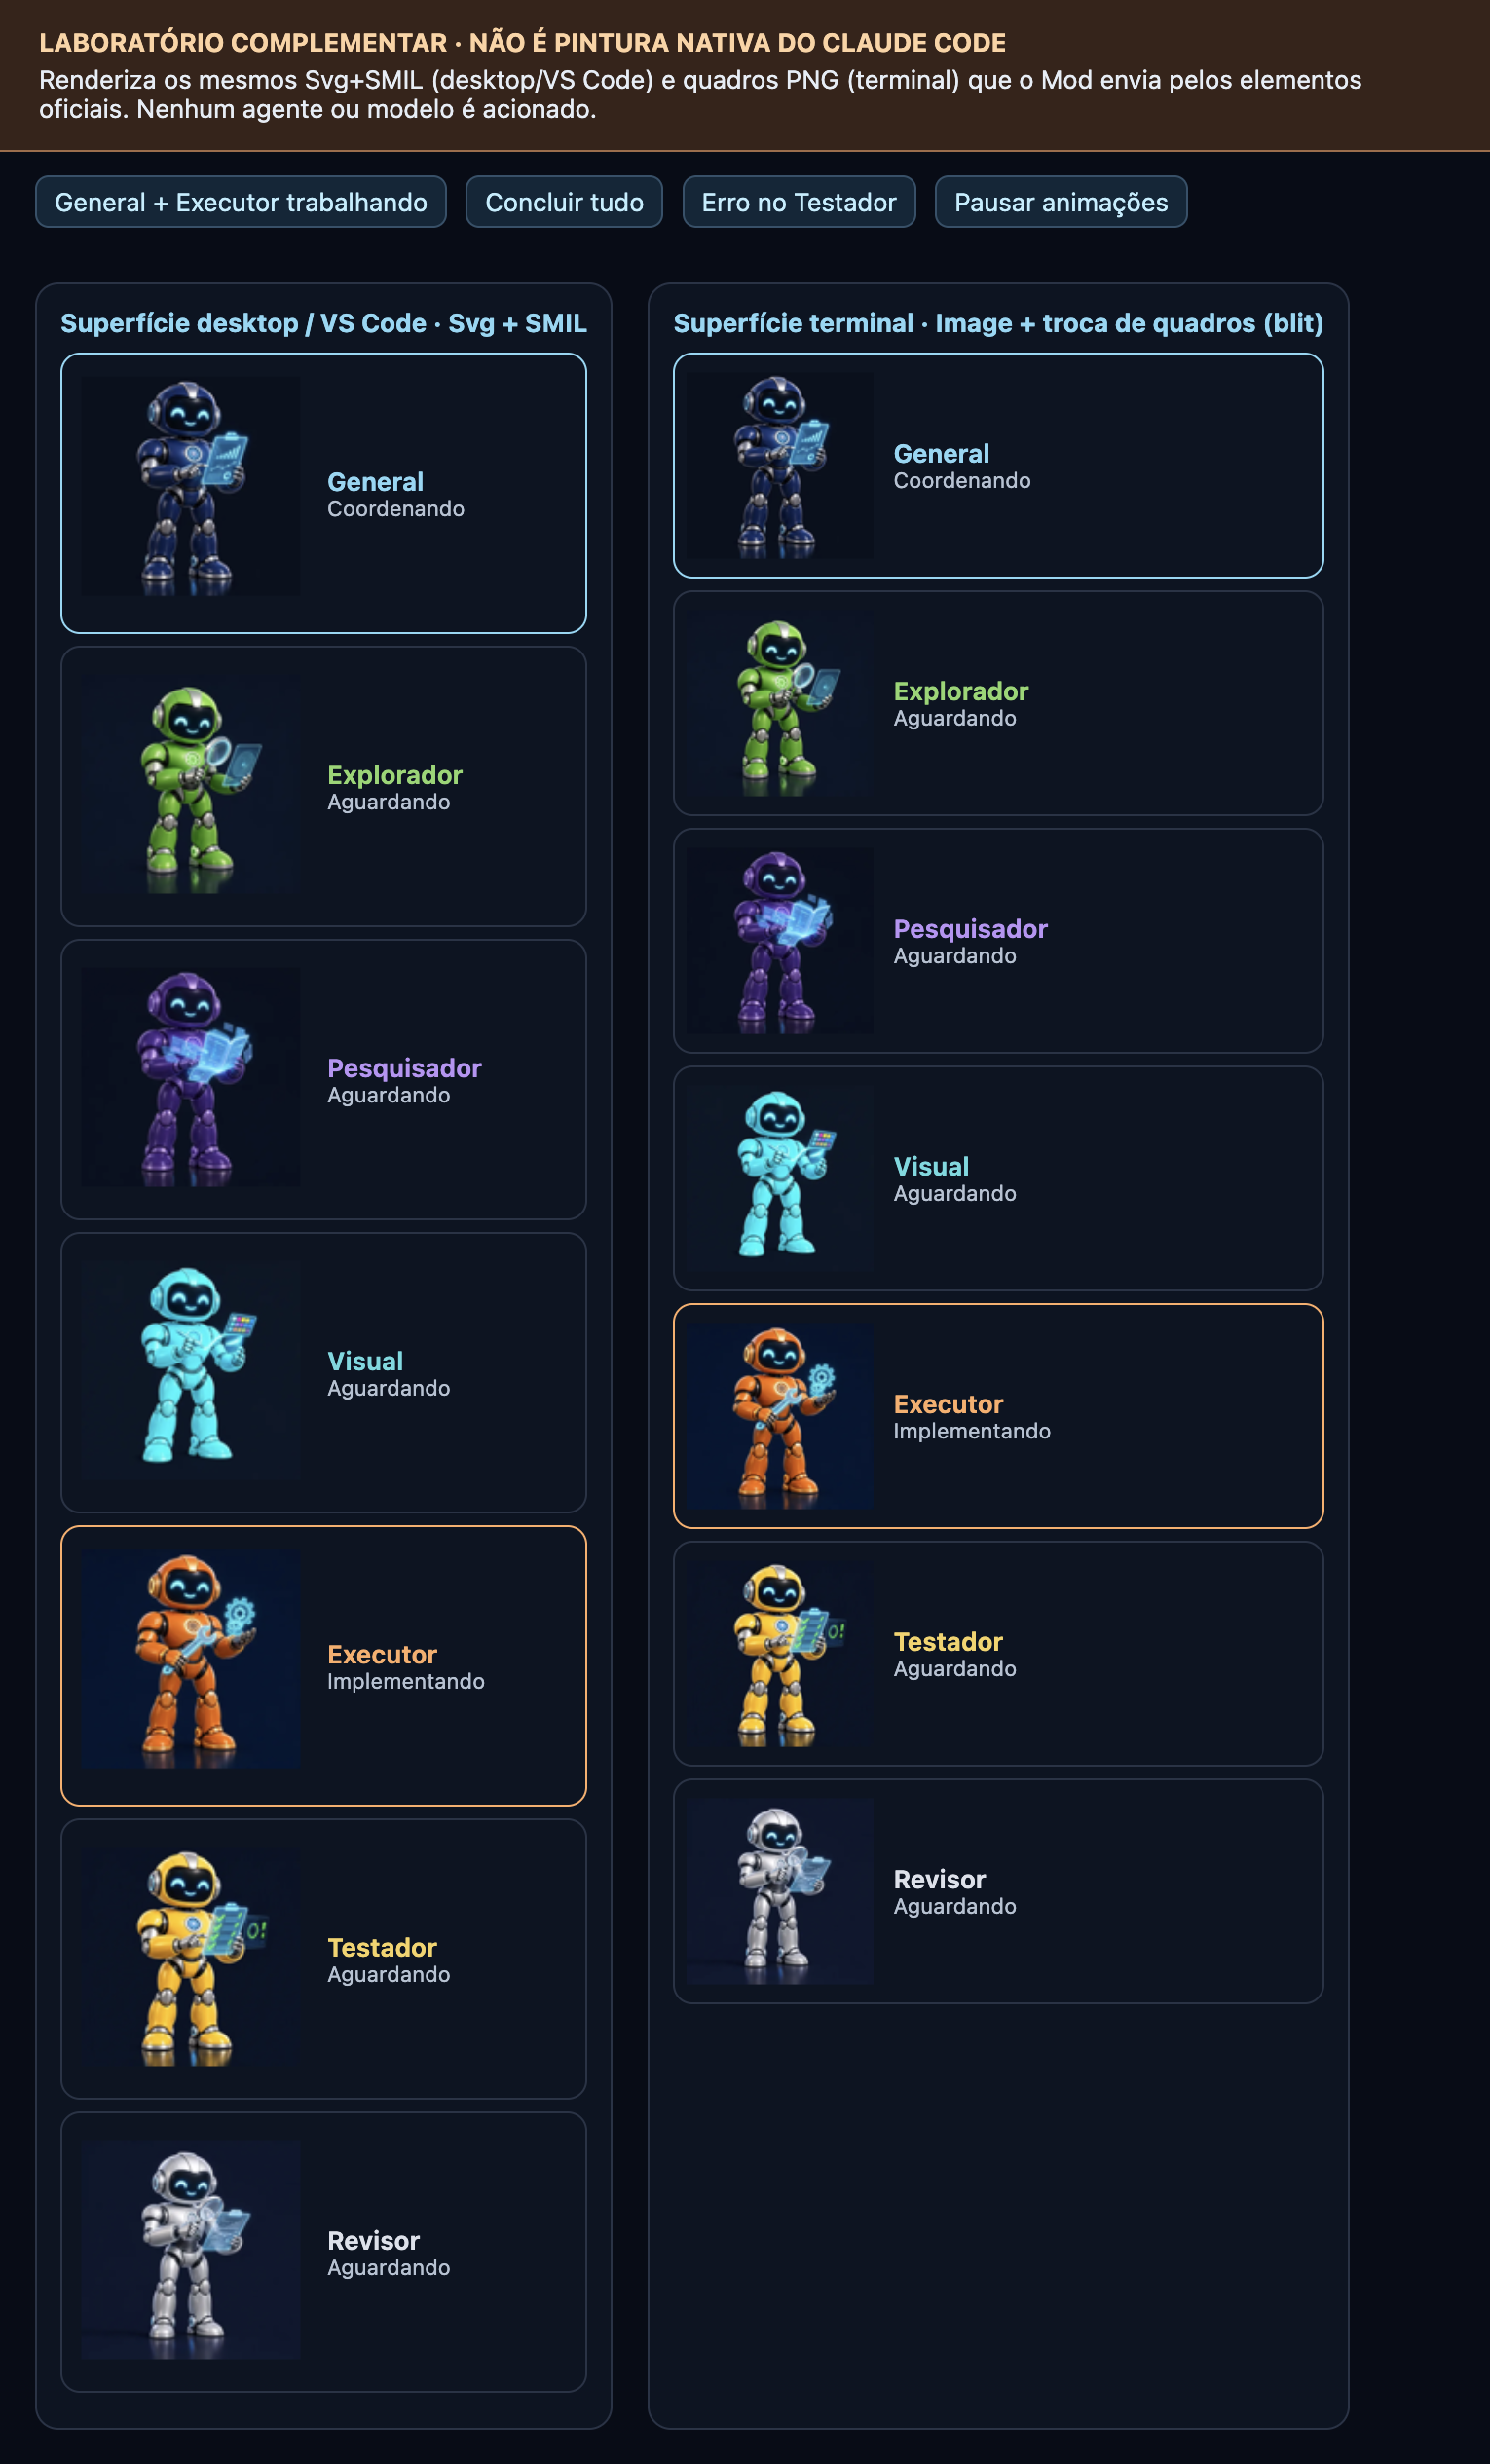 LABORATÓRIO COMPLEMENTAR · NÃO É PINTURA NATIVA DO CLAUDE CODE
Renderiza os mesmos Svg+SMIL (desktop/VS Code) e quadros PNG (terminal) que o Mod envia pelos elementos
oficiais. Nenhum agente ou modelo é acionado.
General + Executor trabalhando
Concluir tudo
Erro no Testador
Pausar animações
Superfície desktop / VS Code · Svg + SMIL
General
Coordenando
Explorador
Aguardando
Pesquisador
Aguardando
Visual
Aguardando
Executor
Implementando
Testador
Aguardando
Revisor
Aguardando
Superfície terminal · Image + troca de quadros (blit)
General
Coordenando
Explorador
Aguardando
Pesquisador
Aguardando
Visual
Aguardando
Executor
Implementando
Testador
Aguardando
Revisor
Aguardando